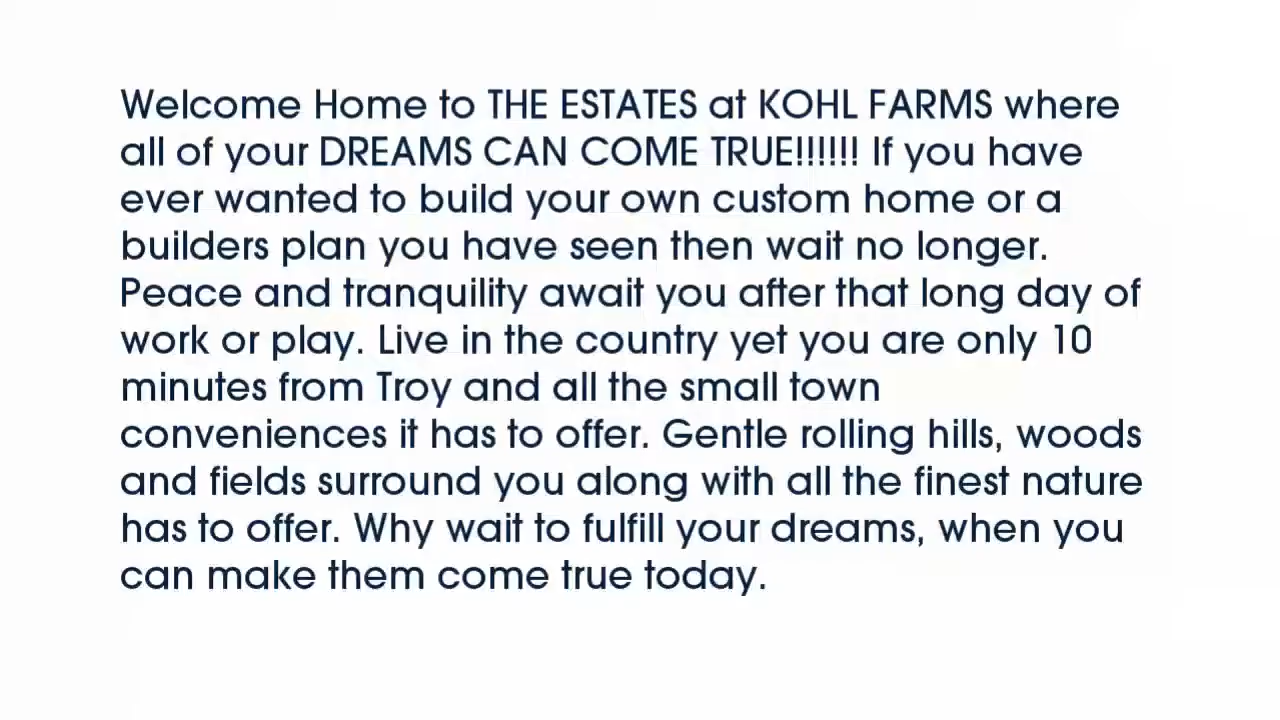 Welcome Home to THE ESTATES at KOHL FARMS where
all of your DREAMS CAN COME TRUE!!!!!! If you have
ever wanted to build your own custom home or a
builders plan you have seen then wait no longer.
Peace and tranquility await you after that long day of
work or play. Live in the country yet you are only 10
minutes from Troy and all the small town
conveniences it has to offer. Gentle rolling hills, woods
and fields surround you along with all the finest nature
has to offer. Why wait to fulfill your dreams, when you
can make them come true today.